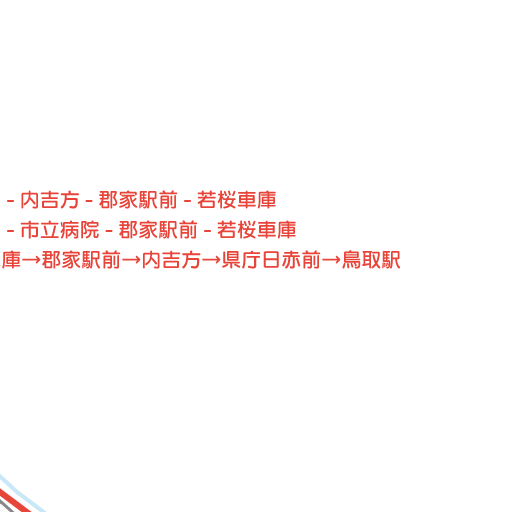 - 内吉方 - 郡家駅前 - 若桜車庫
- 市立病院 - 郡家駅前 - 若桜車庫
庫→郡家駅前→内吉方→県庁日赤前→鳥取駅